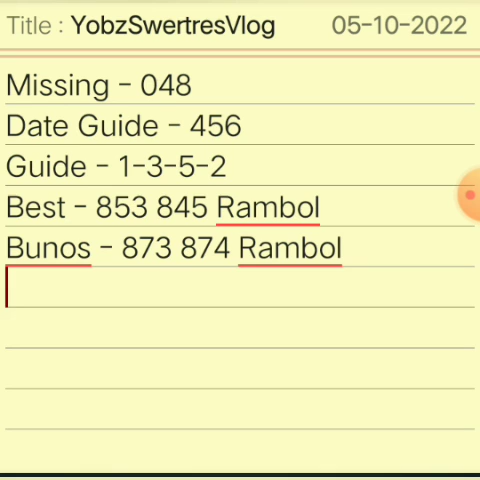 Title : YobzSwertresVlog 05-10-2022
Missing - 048
Date Guide - 456
Guide - 1-3-5-2
Best - 853 845 Rambol
Bunos - 873 874 Rambol